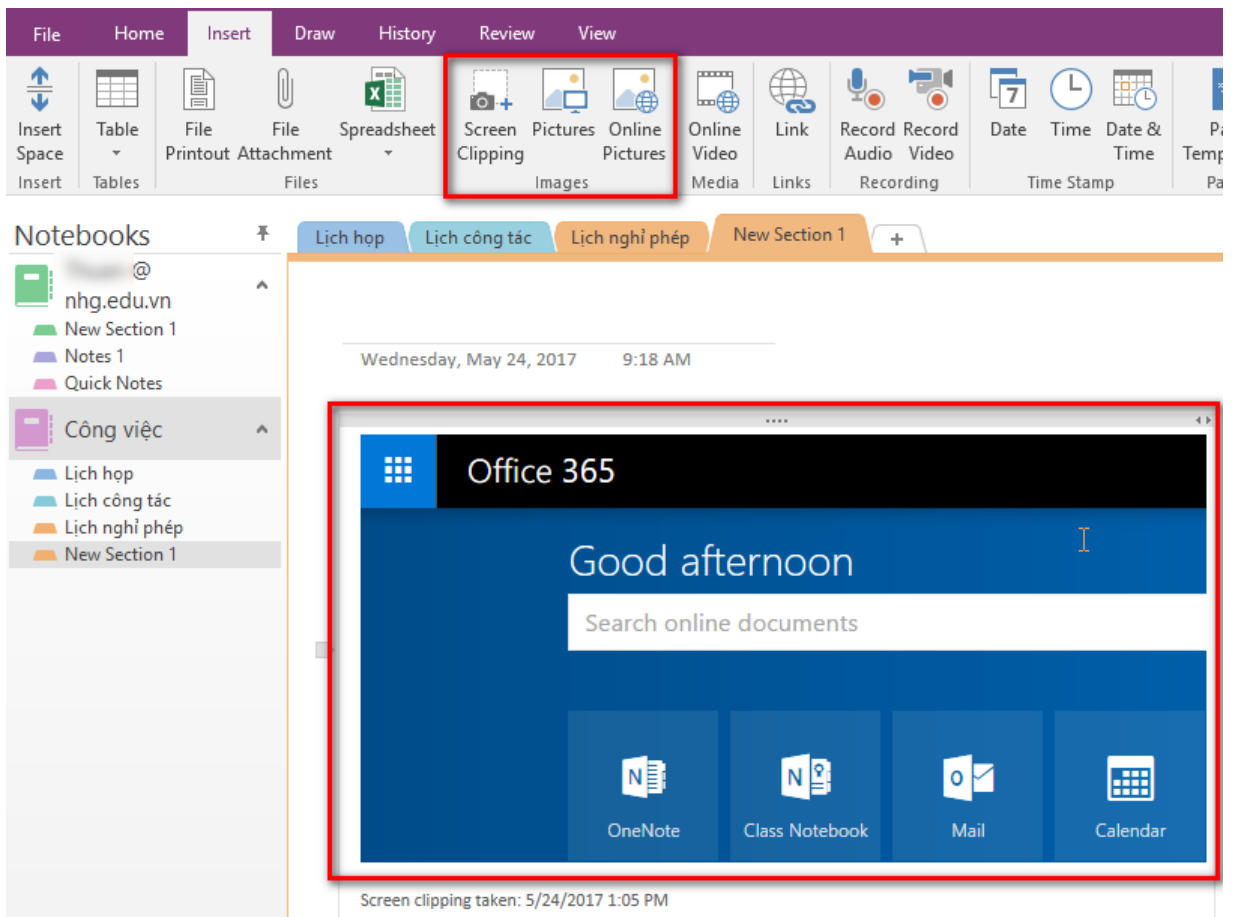 File Home Insert Draw History Review View
Insert Space
Table
File Printout
File Attachment
Spreadsheet
Screen Clipping
Pictures
Online Pictures
Online Video
Link
Record Audio
Record Video
Date
Time
Date & Time
Insert Tables Files Images Media Links Recording Time Stamp
Notebooks
Lịch họp Lịch công tác Lịch nghỉ phép New Section 1 +
@
nhg.edu.vn
New Section 1
Notes 1
Quick Notes
Công việc
Lịch họp
Lịch công tác
Lịch nghỉ phép
New Section 1
Wednesday, May 24, 2017 9:18 AM
Office 365
Good afternoon
Search online documents
OneNote Class Notebook Mail Calendar
Screen clipping taken: 5/24/2017 1:05 PM